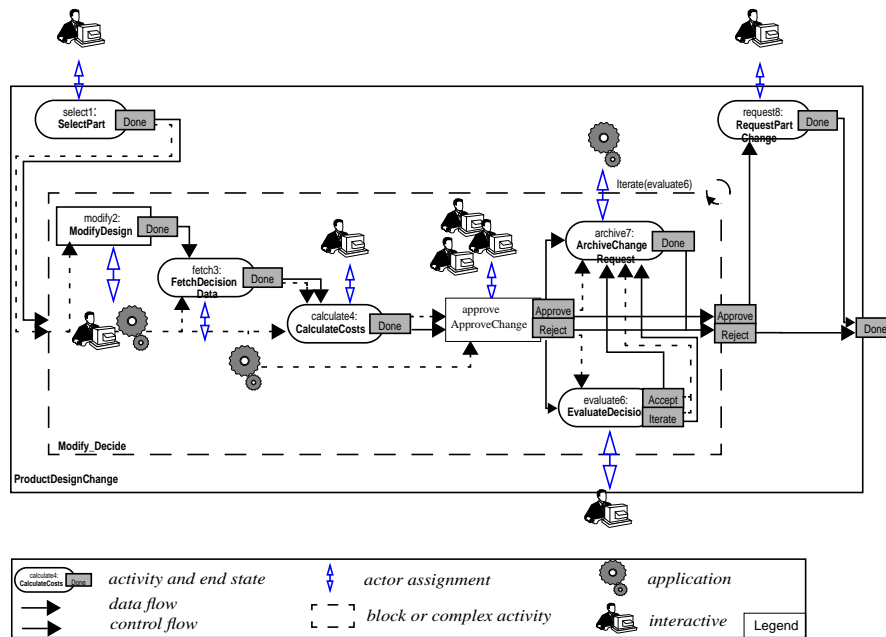 select1:
SelectPart
Done
request8:
RequestPart
Change
Done
Iterate(evaluate6)
modify2:
ModifyDesign
Done
archive7:
ArchiveChange
Request
Done
fetch3:
FetchDecision
Data
Done
calculate4:
CalculateCosts
Done
approve
ApproveChange
Approve
Reject
Approve
Reject
Done
evaluate6:
EvaluateDecision
Accept
Iterate
Modify_Decide
ProductDesignChange
calculate4:
CalculateCosts
Done
activity and end state
actor assignment
application
data flow
control flow
block or complex activity
interactive
Legend